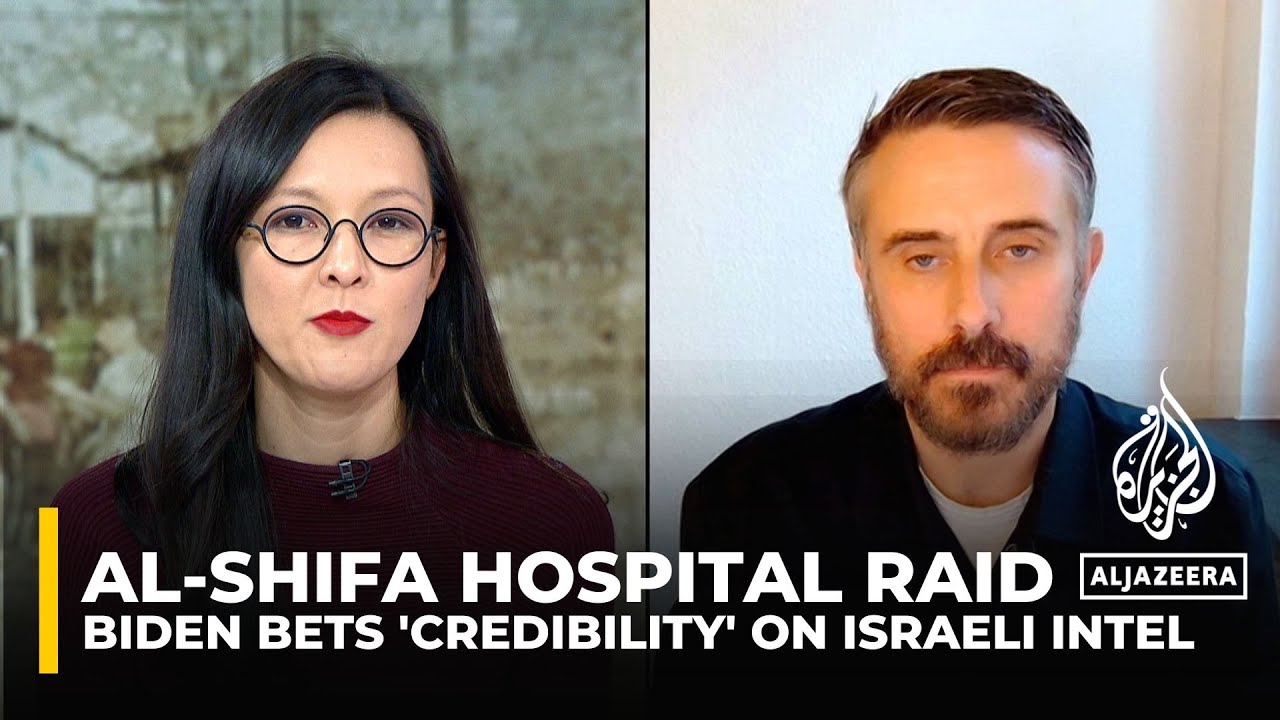 AL-SHIFA HOSPITAL RAID
BIDEN BETS 'CREDIBILITY' ON ISRAELI INTEL
الجزيرة
ALJAZEERA